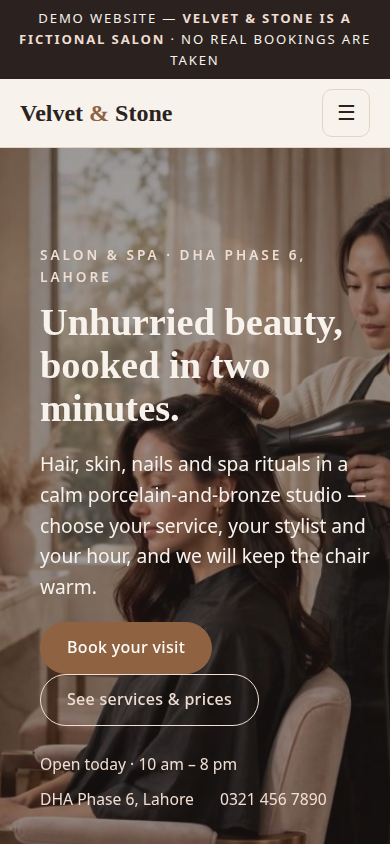 DEMO WEBSITE — VELVET & STONE IS A
FICTIONAL SALON · NO REAL BOOKINGS ARE
TAKEN
Velvet & Stone
☰
SALON & SPA · DHA PHASE 6,
LAHORE
Unhurried beauty,
booked in two
minutes.
Hair, skin, nails and spa rituals in a
calm porcelain-and-bronze studio —
choose your service, your stylist and
your hour, and we will keep the chair
warm.
Book your visit
See services & prices
Open today · 10 am – 8 pm
DHA Phase 6, Lahore 0321 456 7890